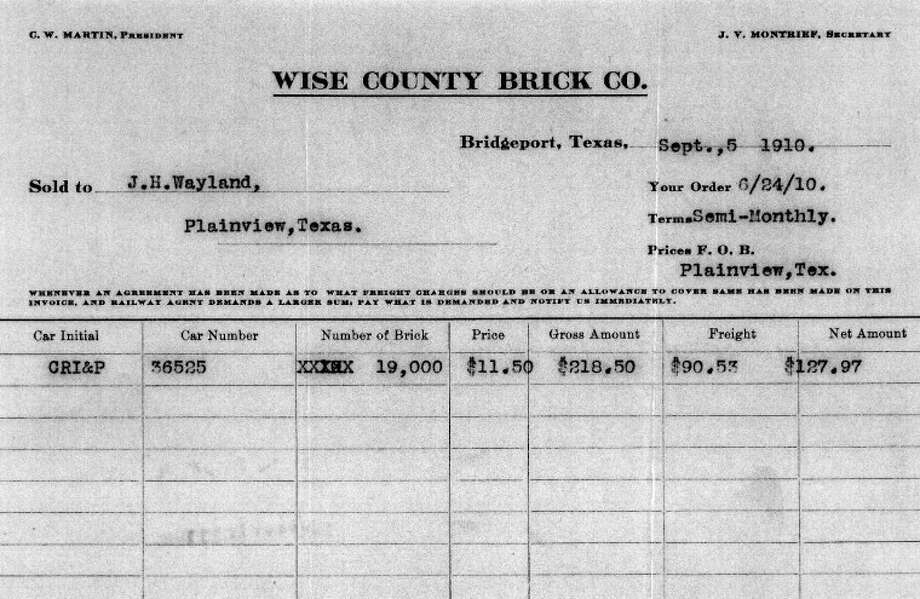 C. W. MARTIN, PRESIDENT J. V. MONTRIEF, SECRETARY
WISE COUNTY BRICK CO.
Bridgeport, Texas, Sept.,5 1910.
Sold to J.H.Wayland, Your Order 6/24/10.
Plainview,Texas. Terms Semi-Monthly.
Prices F. O. B.
Plainview,Tex.
WHENEVER AN AGREEMENT HAS BEEN MADE AS TO WHAT FREIGHT CHARGES SHOULD BE OR AN ALLOWANCE TO COVER SAME HAS BEEN MADE ON THIS
INVOICE, AND RAILWAY AGENT DEMANDS A LARGER SUM; PAY WHAT IS DEMANDED AND NOTIFY US IMMEDIATELY.
Car Initial Car Number Number of Brick Price Gross Amount Freight Net Amount
CRI&P 36525 19,000 $11.50 $218.50 $90.53 $127.97